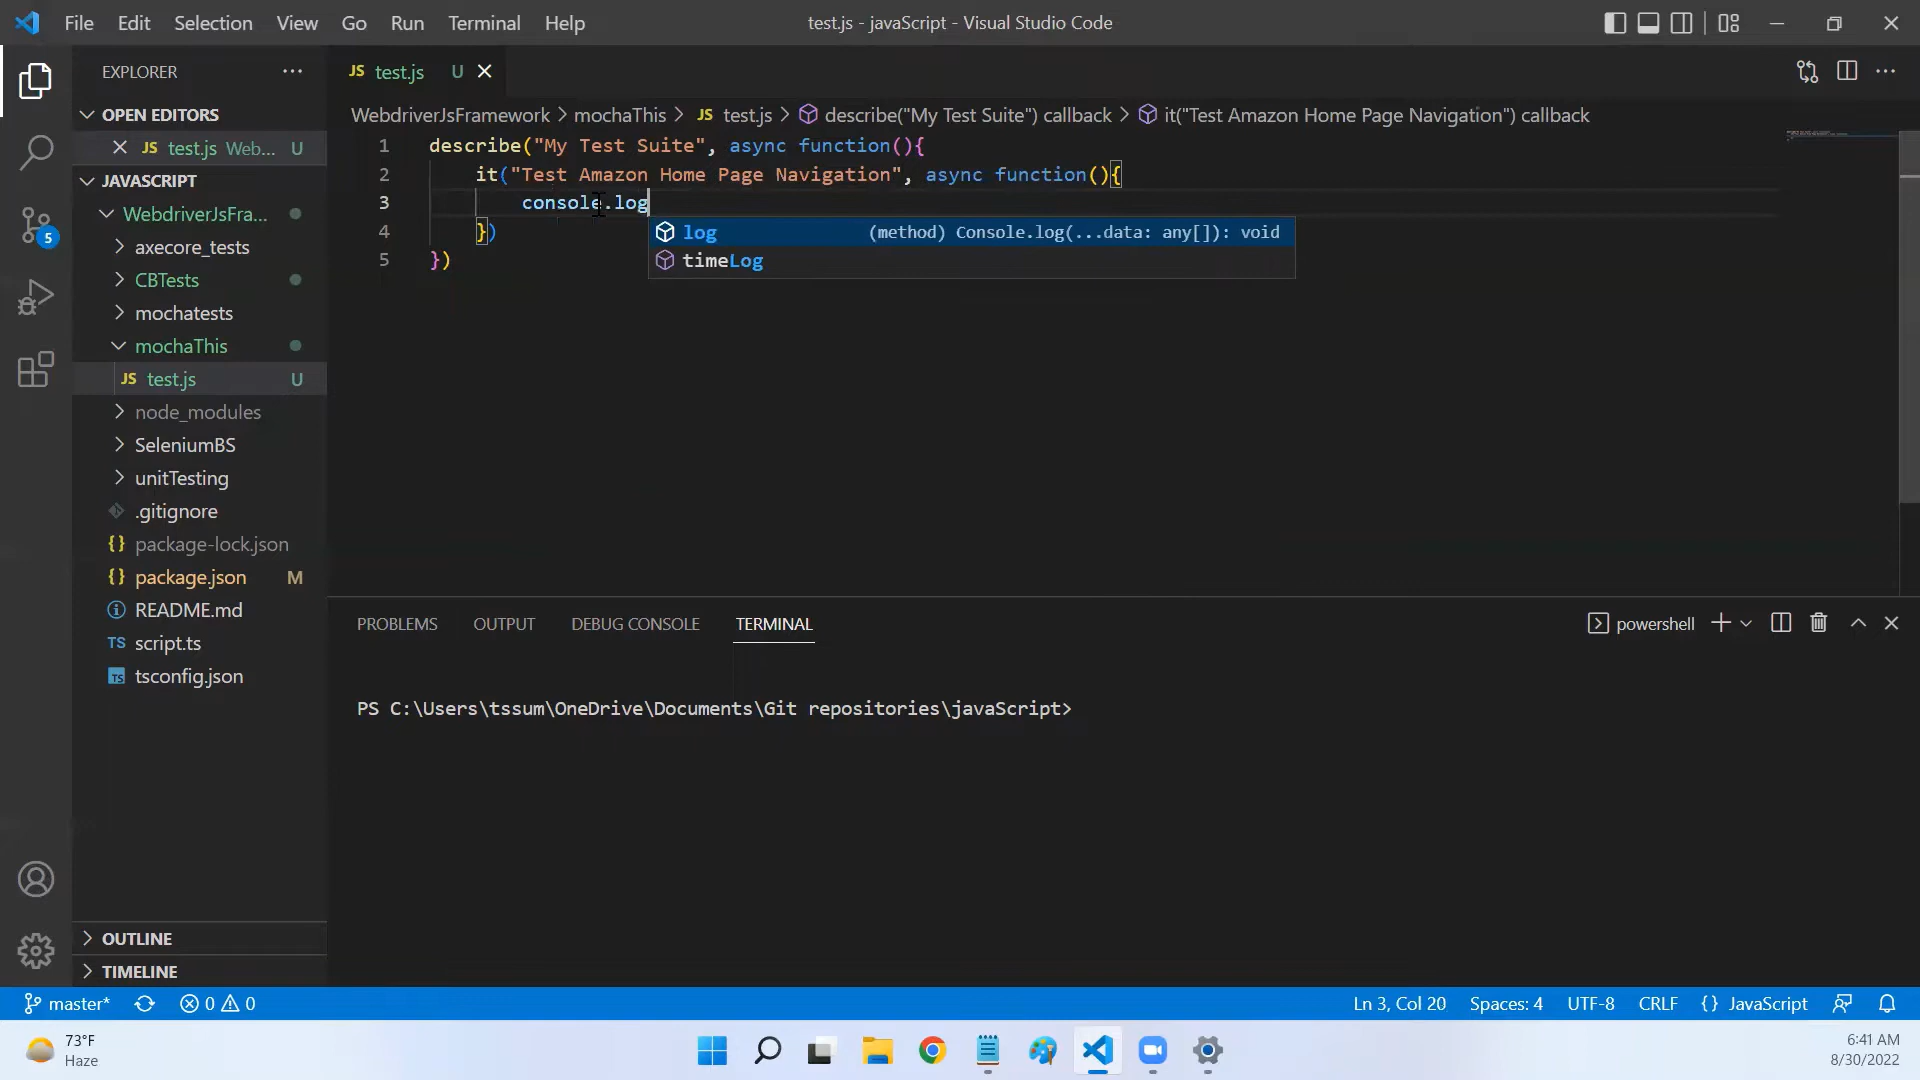 File Edit Selection View Go Run Terminal Help
test.js - javaScript - Visual Studio Code
EXPLORER
OPEN EDITORS
JS test.js Web... U
JAVASCRIPT
WebdriverJsFra...
axecore_tests
CBTests
mochatests
mochaThis
JS test.js U
node_modules
SeleniumBS
unitTesting
.gitignore
{} package-lock.json
{} package.json M
README.md
TS script.ts
TS tsconfig.json
OUTLINE
TIMELINE
5
JS test.js U
WebdriverJsFramework > mochaThis > JS test.js > describe("My Test Suite") callback > it("Test Amazon Home Page Navigation") callback
1 describe("My Test Suite", async function(){
2 it("Test Amazon Home Page Navigation", async function(){
3 console.log
4 })
5 })
log (method) Console.log(...data: any[]): void
timeLog
PROBLEMS OUTPUT DEBUG CONSOLE TERMINAL
powershell
PS C:\Users\tssum\OneDrive\Documents\Git repositories\javaScript>
master* 0 0
Ln 3, Col 20 Spaces: 4 UTF-8 CRLF {} JavaScript
73°F
Haze
6:41 AM
8/30/2022